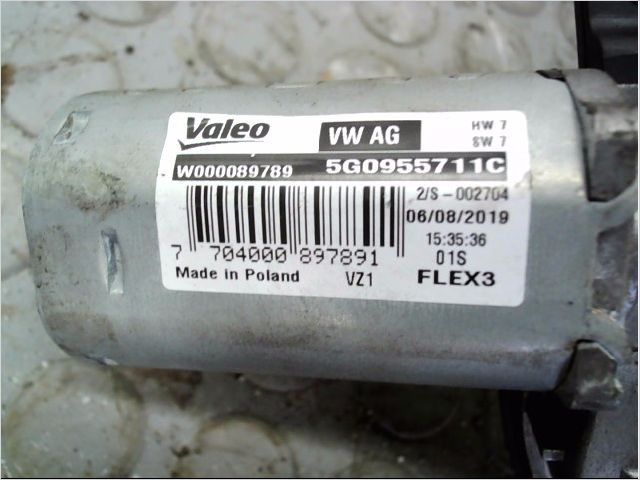 Valeo VW AG HW 7
SW 7
W000089789 5G0955711C
2/S-002704
06/08/2019
15:35:36
7 704000 897891 01S
Made in Poland VZ1 FLEX3